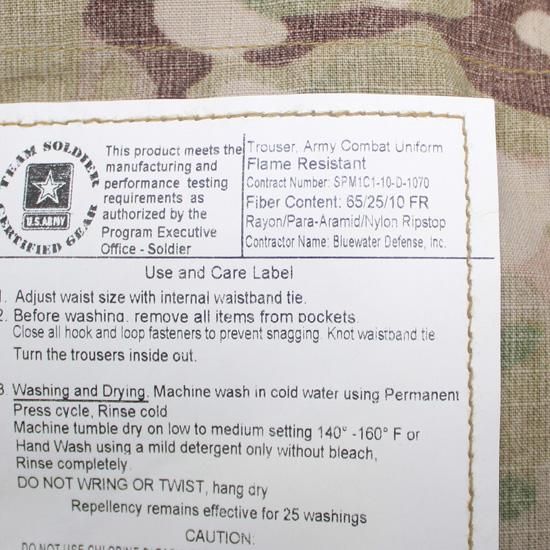 TEAM SOLDIER
U.S. ARMY
CERTIFIED GEAR
This product meets the
manufacturing and
performance testing
requirements as
authorized by the
Program Executive
Office - Soldier
Trouser, Army Combat Uniform
Flame Resistant
Contract Number: SPM1C1-10-D-1070
Fiber Content: 65/25/10 FR
Rayon/Para-Aramid/Nylon Ripstop
Contractor Name: Bluewater Defense, Inc.
Use and Care Label
1. Adjust waist size with internal waistband tie.
2. Before washing, remove all items from pockets.
Close all hook and loop fasteners to prevent snagging. Knot waistband tie
Turn the trousers inside out.
3. Washing and Drying. Machine wash in cold water using Permanent
Press cycle, Rinse cold
Machine tumble dry on low to medium setting 140° -160° F or
Hand Wash using a mild detergent only without bleach,
Rinse completely.
DO NOT WRING OR TWIST, hang dry
Repellency remains effective for 25 washings
CAUTION:
DO NOT USE CHLORINE